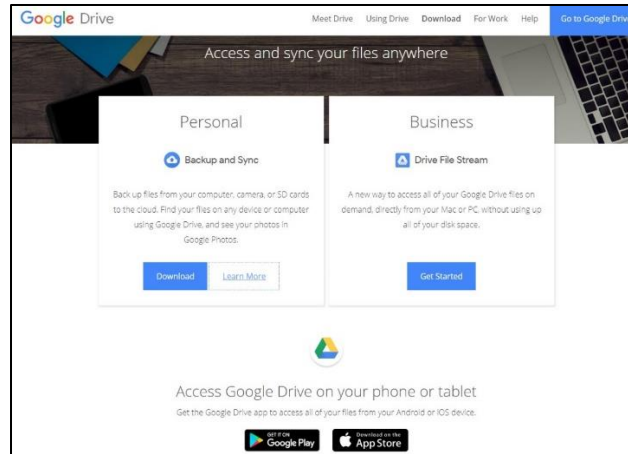 Google Drive
Meet Drive Using Drive Download For Work Help Go to Google Drive
Access and sync your files anywhere
Personal
Backup and Sync
Back up files from your computer, camera, or SD cards
to the cloud. Find your files on any device or computer
using Google Drive, and see your photos in
Google Photos.
Download Learn More
Business
Drive File Stream
A new way to access all of your Google Drive files on
demand, directly from your Mac or PC, without using up
all of your disk space.
Get Started
Access Google Drive on your phone or tablet
Get the Google Drive app to access all of your files from your Android or iOS device.
GET IT ON
Google Play
Download on the
App Store